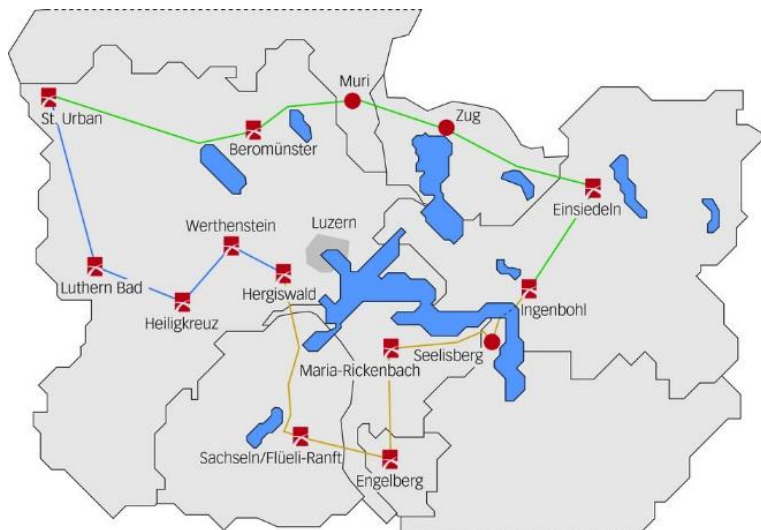 Muri
Zug
St. Urban
Beromünster
Einsiedeln
Werthenstein
Luzern
Luthern Bad
Hergiswald
Heiligkreuz
Ingenbohl
Seelisberg
Maria-Rickenbach
Sachseln/Flüeli-Ranft
Engelberg